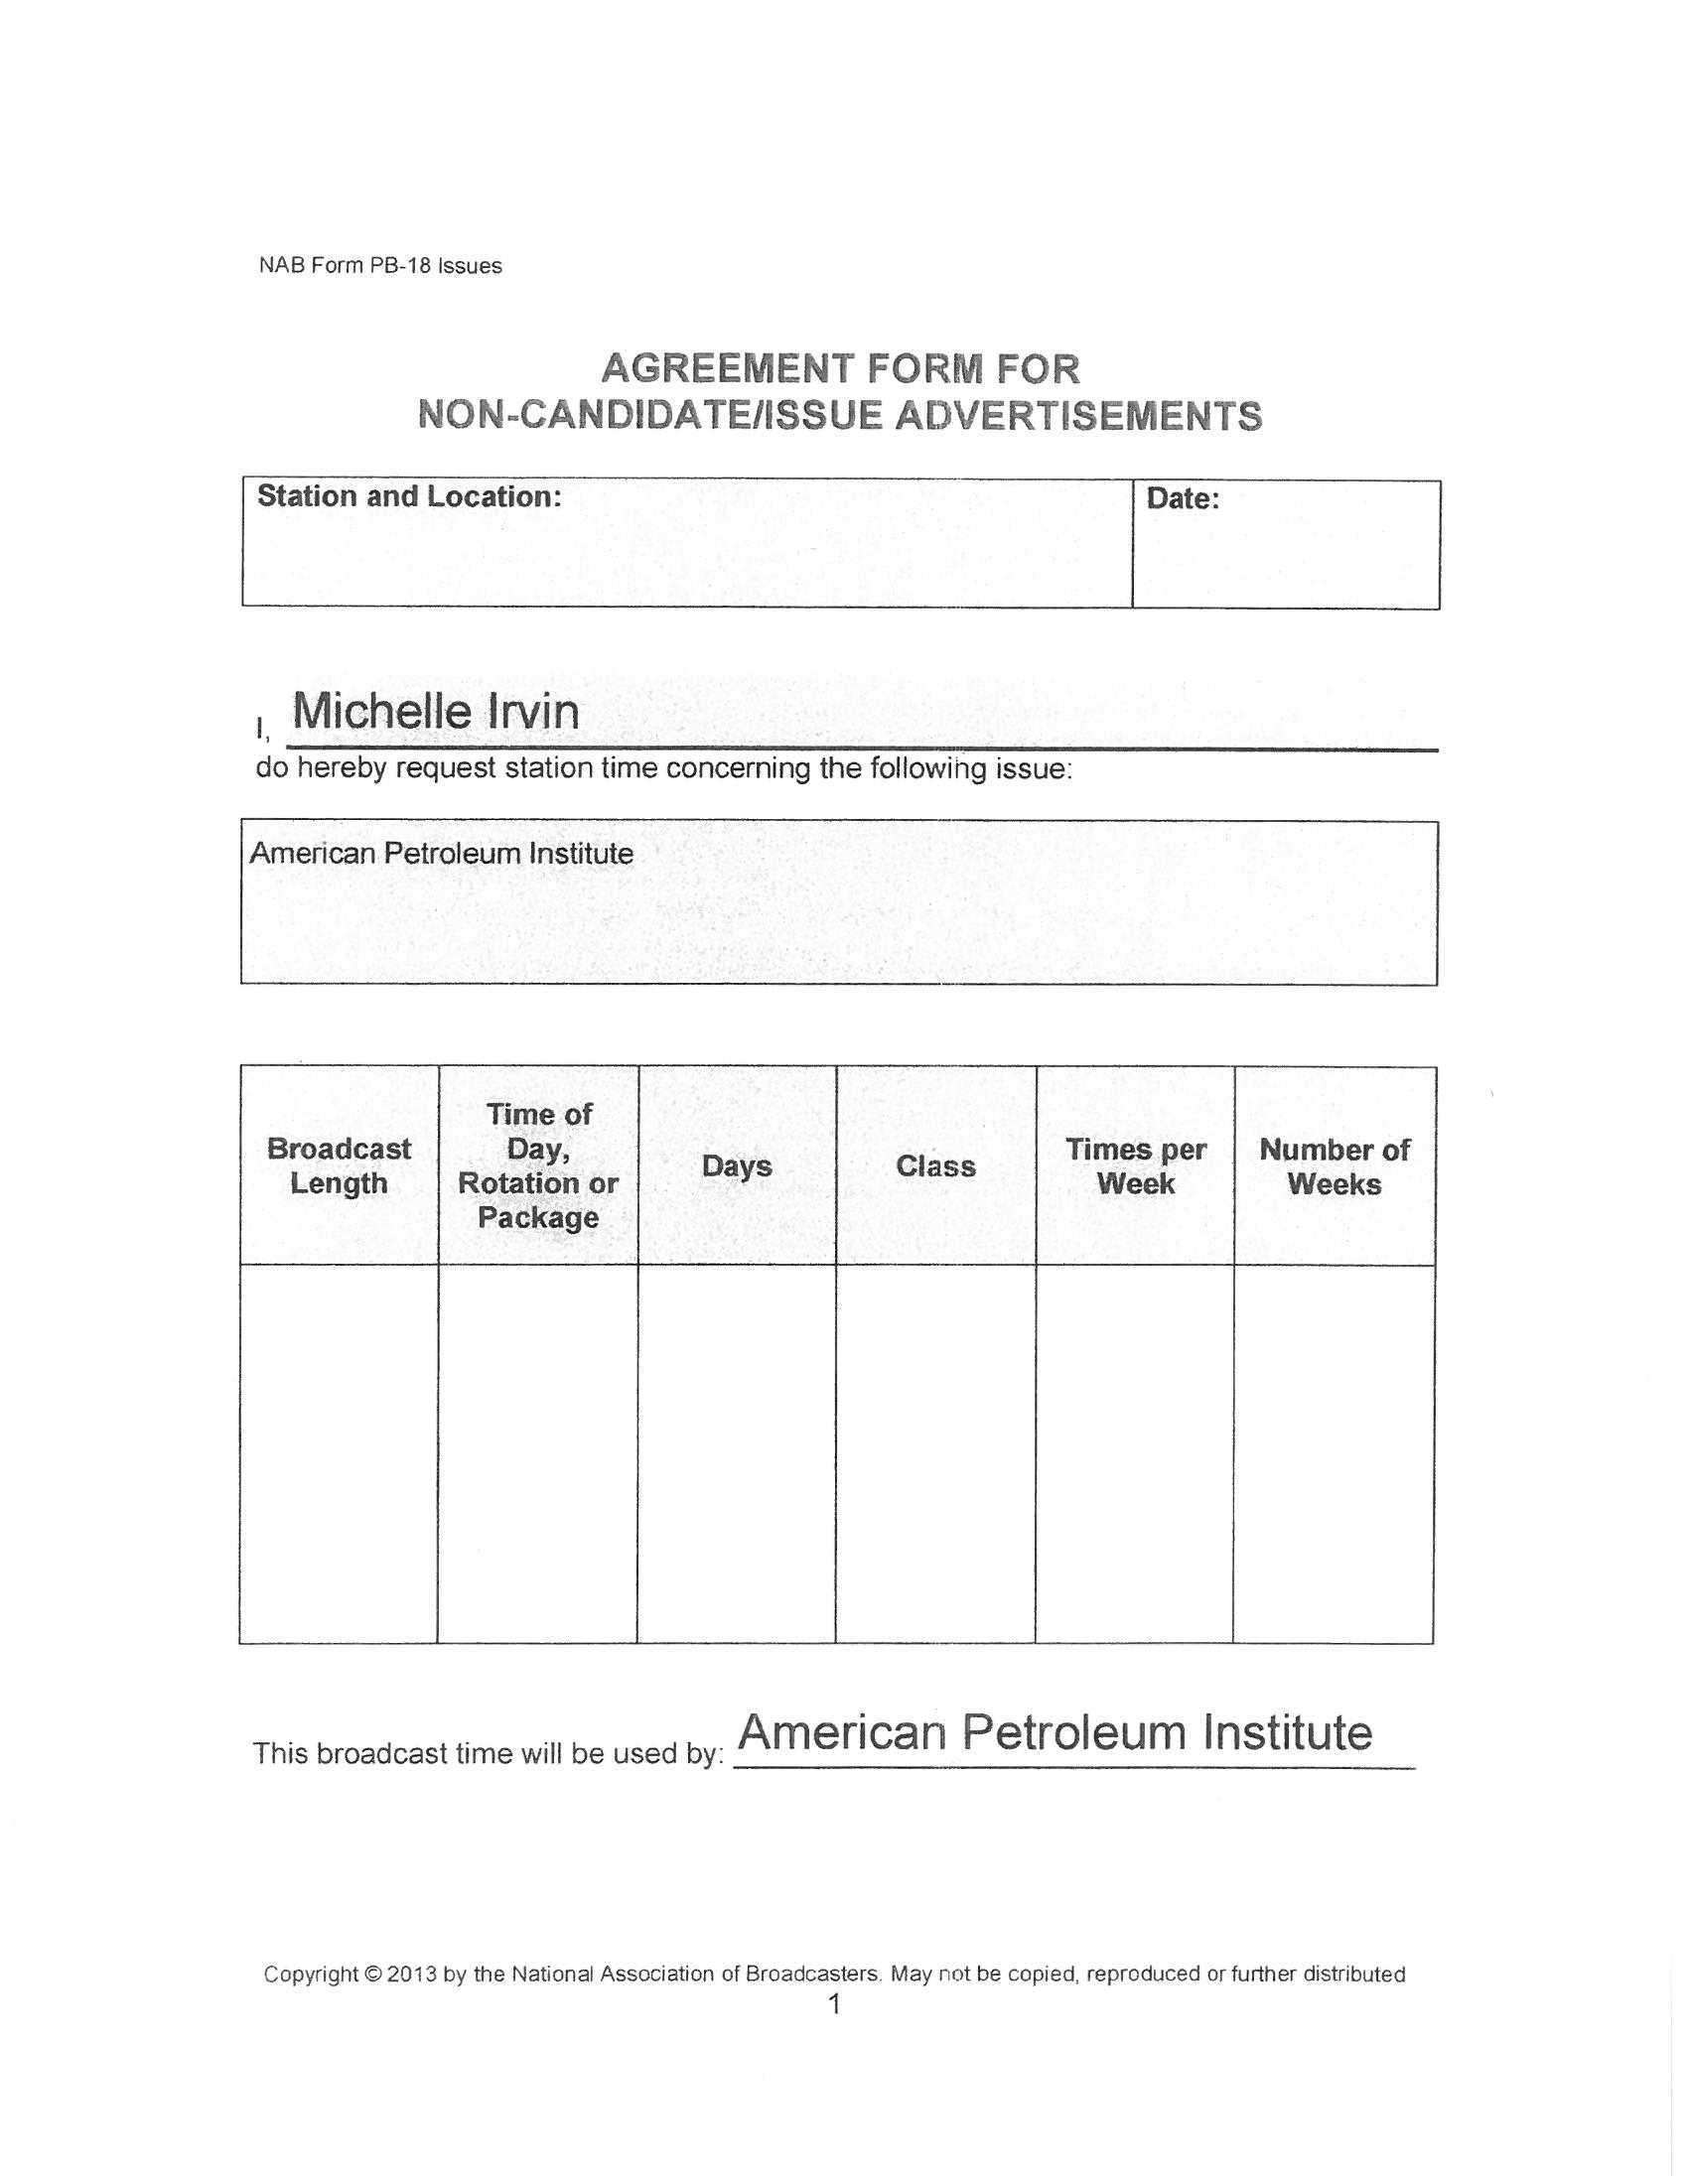 NAB Form PB-18 Issues
AGREEMENT FORM FOR
NON-CANDIDATE/ISSUE ADVERTISEMENTS
Station and Location:
Date:
I, Michelle Irvin
do hereby request station time concerning the following issue:
American Petroleum Institute
Broadcast
Length
Time of
Day,
Rotation or
Package
Days
Class
Times per
Week
Number of
Weeks
This broadcast time will be used by: American Petroleum Institute
Copyright © 2013 by the National Association of Broadcasters. May not be copied, reproduced or further distributed
1